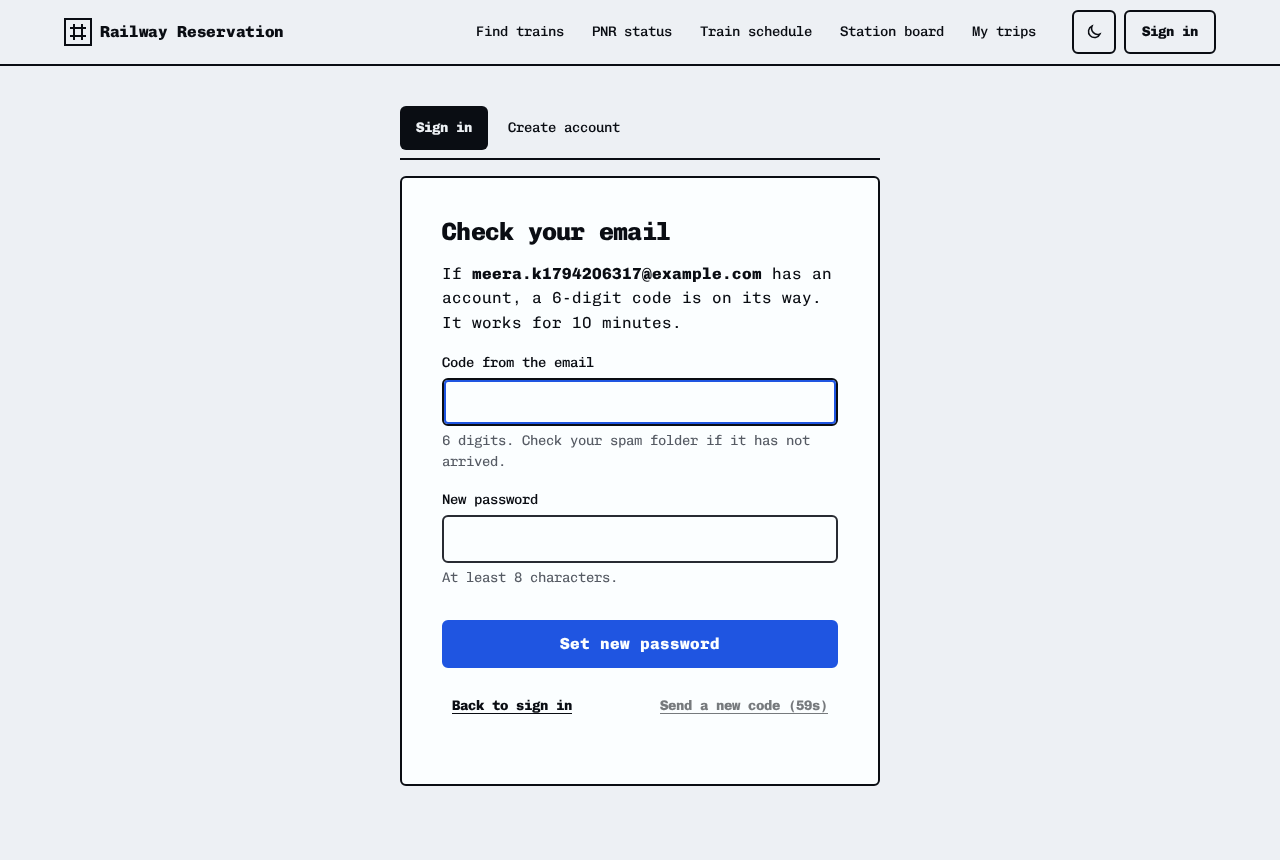 Railway Reservation
Find trains
PNR status
Train schedule
Station board
My trips
Sign in
Sign in
Create account
Check your email
If meera.k1794206317@example.com has an
account, a 6-digit code is on its way.
It works for 10 minutes.
Code from the email
6 digits. Check your spam folder if it has not
arrived.
New password
At least 8 characters.
Set new password
Back to sign in
Send a new code (59s)